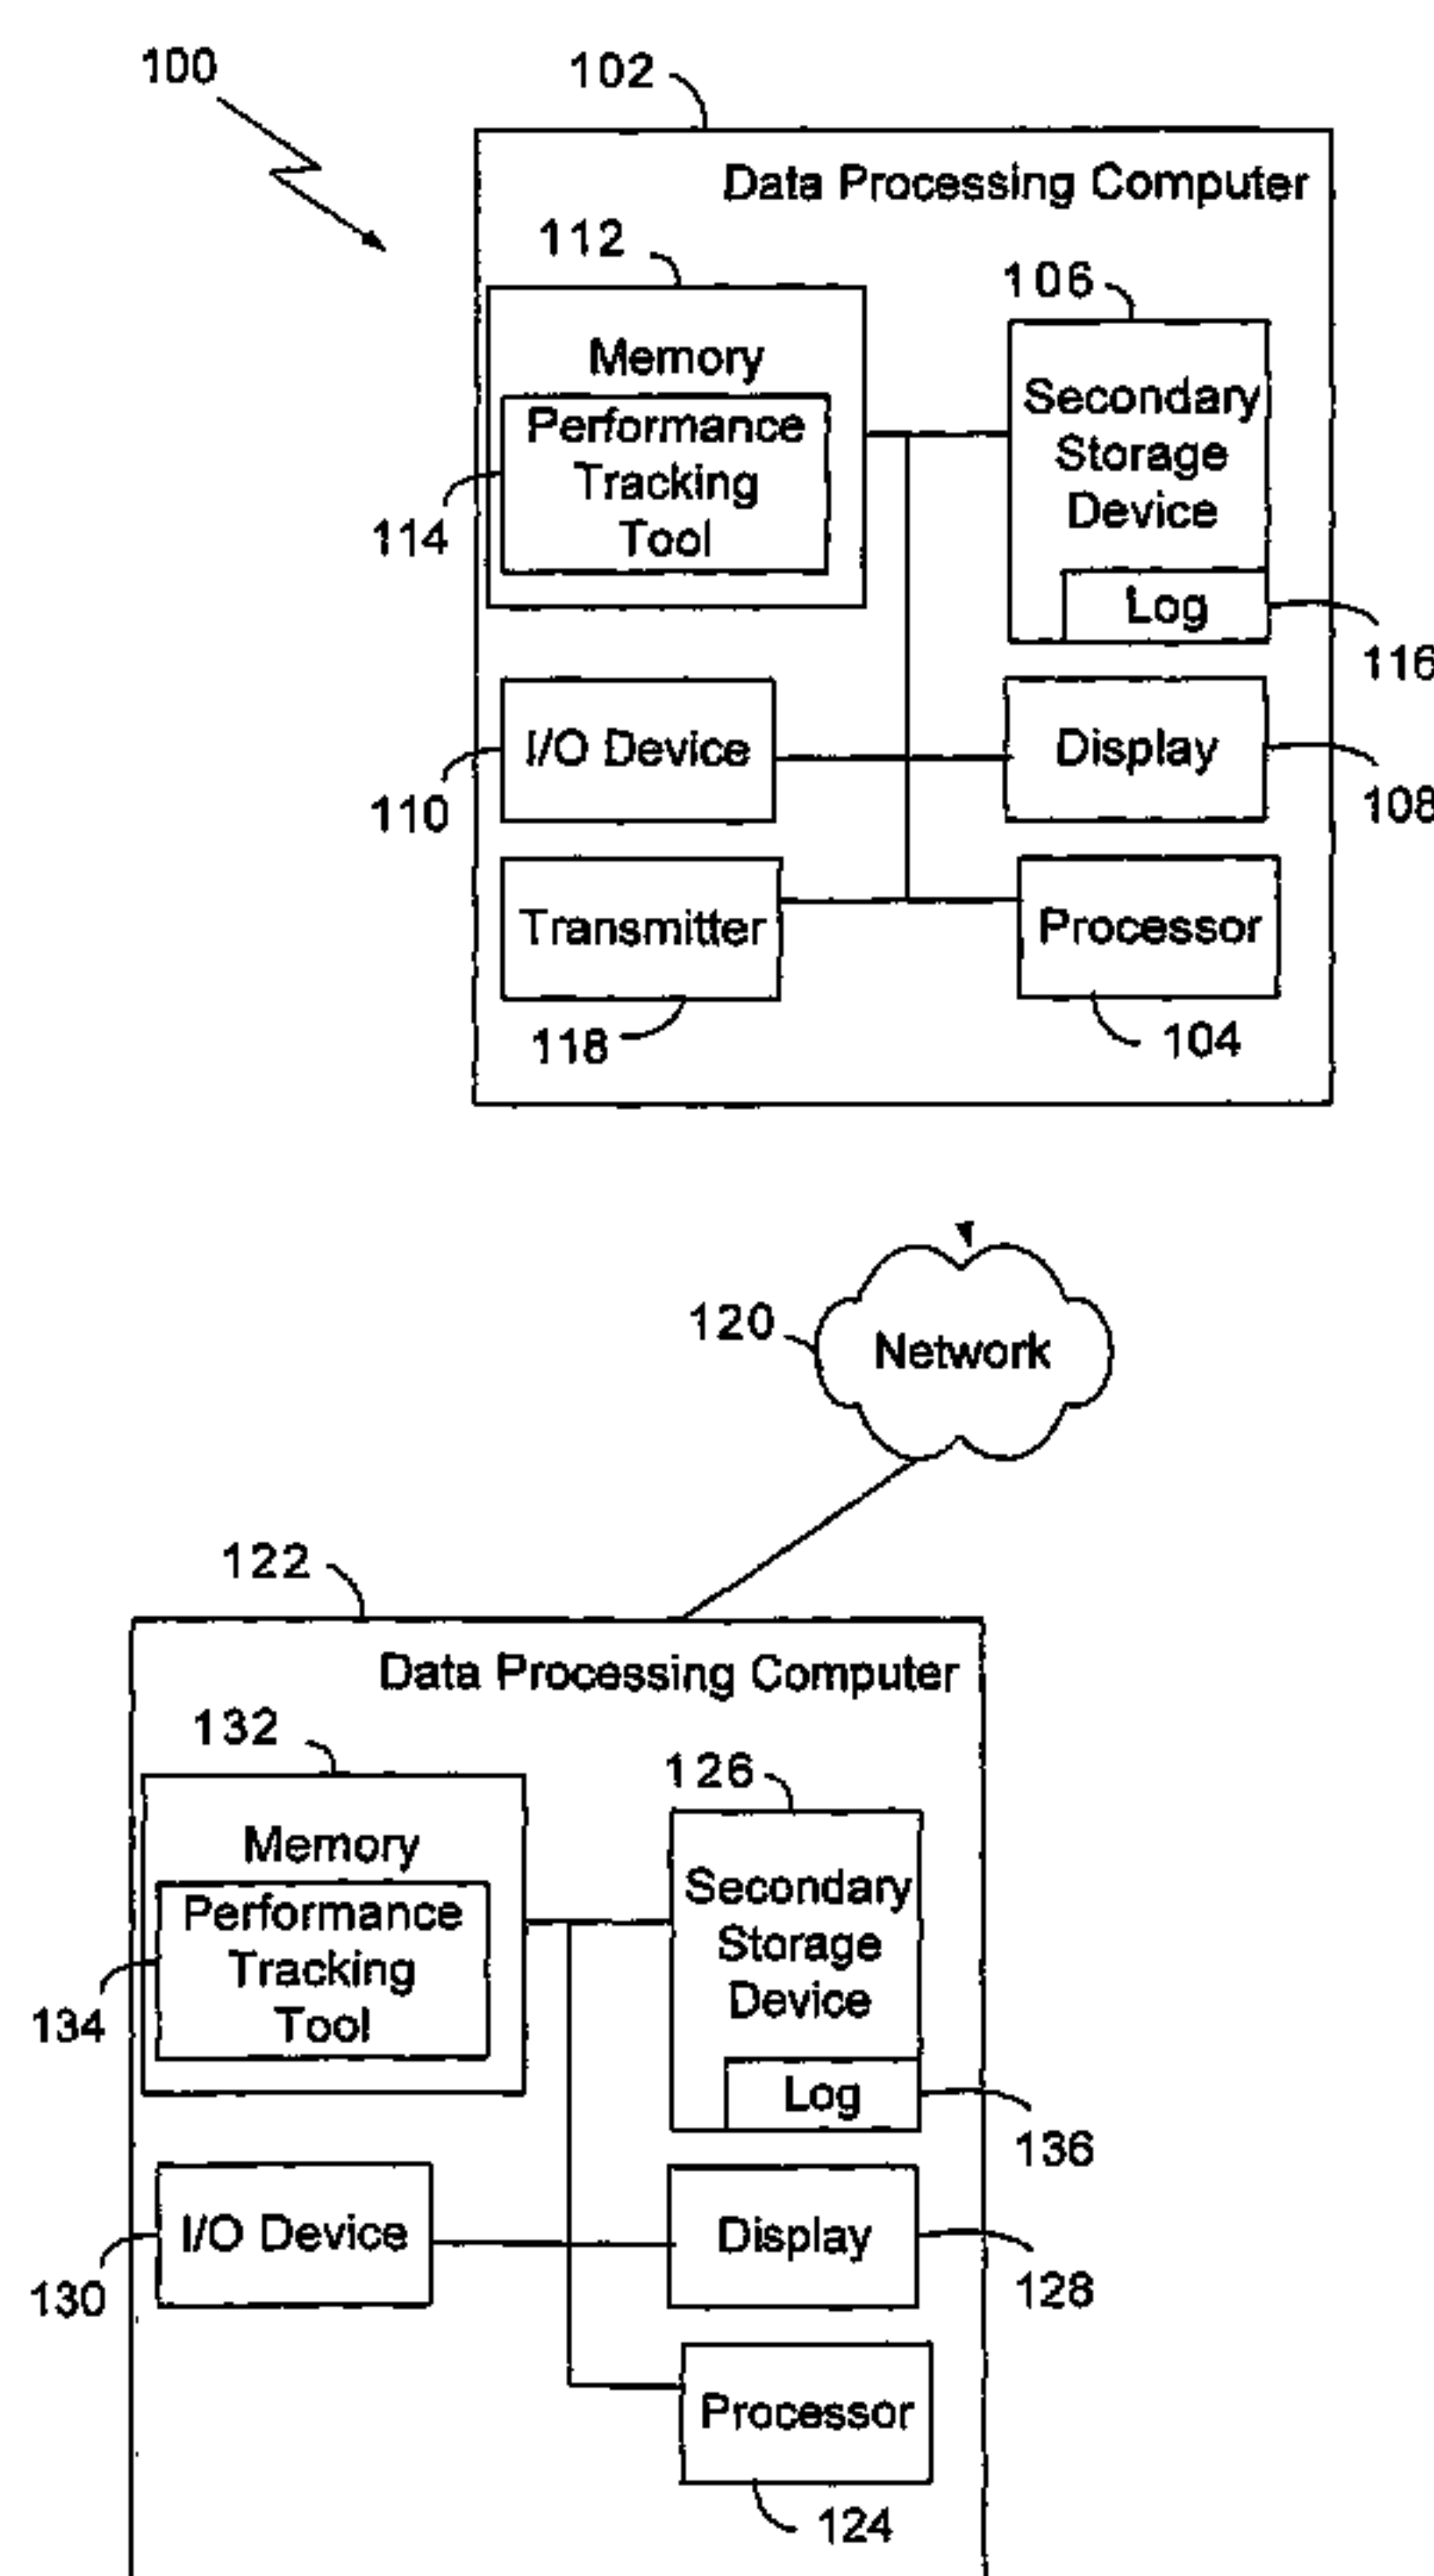 100
102
Data Processing Computer
112
106
Memory
Secondary
Storage
Device
Performance
Tracking
Tool
114
Log
116
I/O Device
Display
110
108
Transmitter
Processor
118
104
120
Network
122
Data Processing Computer
132
126
Memory
Secondary
Storage
Device
Performance
Tracking
Tool
134
Log
136
I/O Device
Display
130
128
Processor
124